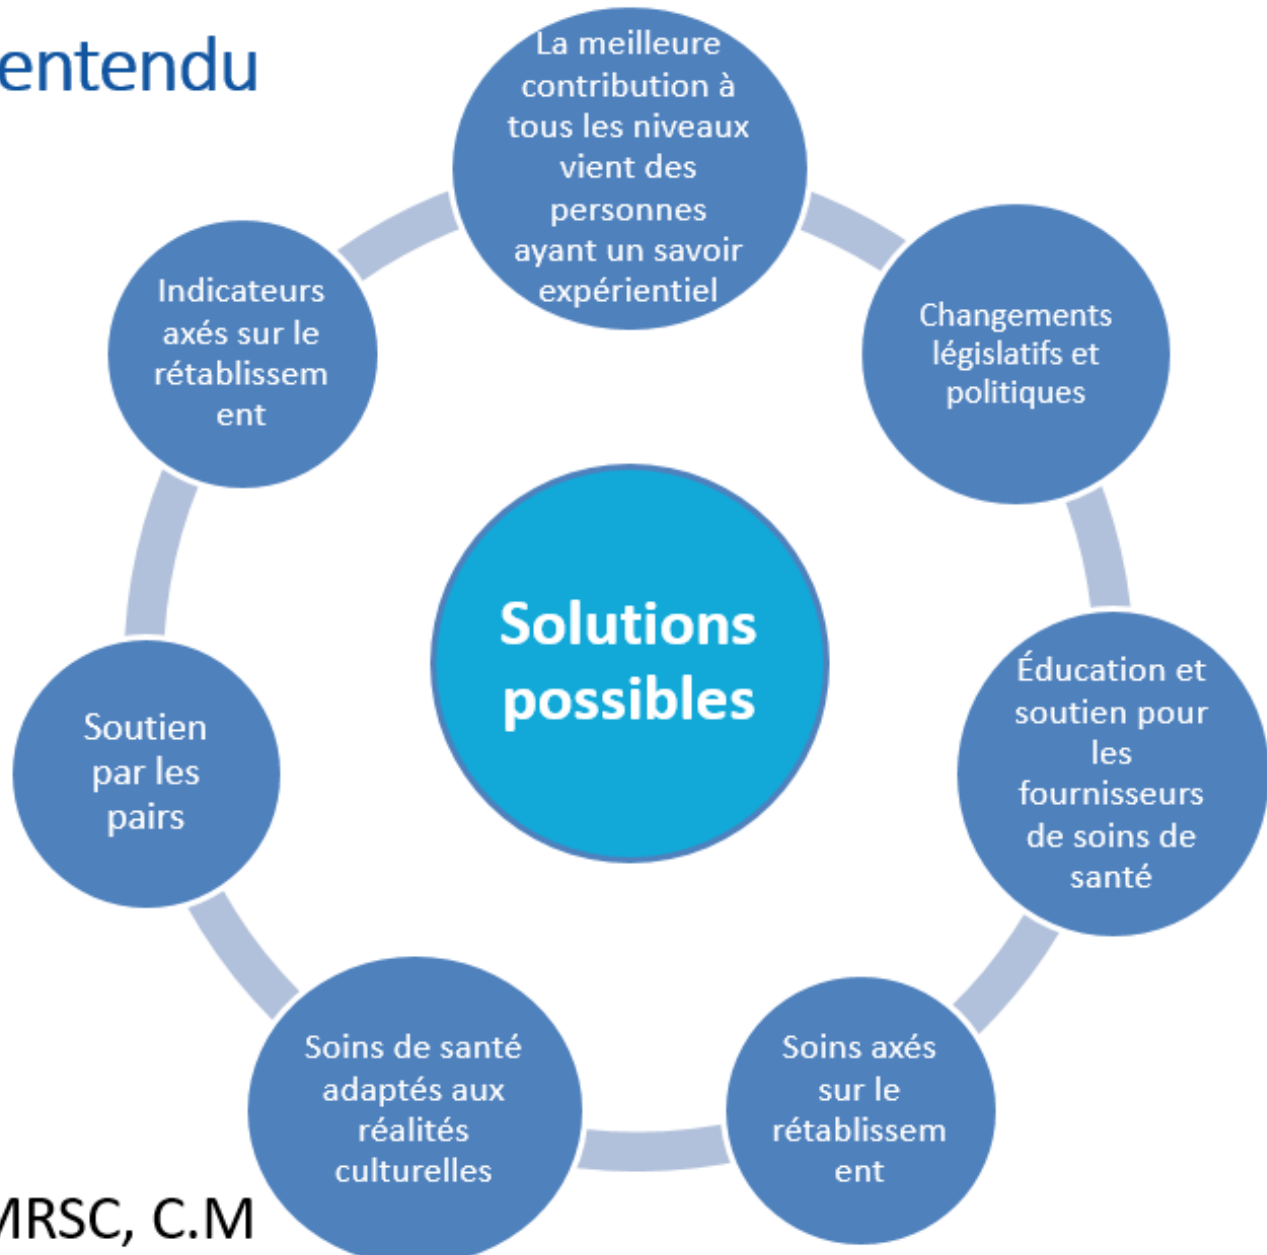 entendu
La meilleure
contribution à
tous les niveaux
vient des
personnes
ayant un savoir
expérientiel
Changements
législatifs et
politiques
Éducation et
soutien pour
les
fournisseurs
de soins de
santé
Soins axés
sur le
rétablissem
ent
Soins de santé
adaptés aux
réalités
culturelles
Soutien
par les
pairs
Indicateurs
axés sur le
rétablissem
ent
Solutions
possibles
MRSC, C.M